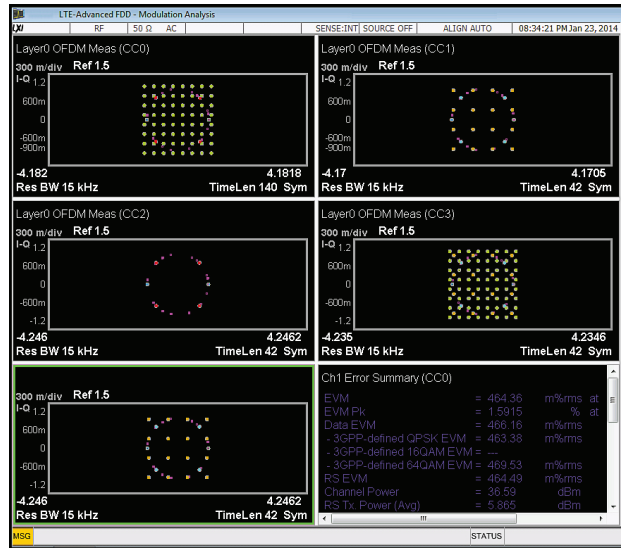 LTE-Advanced FDD - Modulation Analysis
LXI RF 50 Ω AC SENSE:INT SOURCE OFF ALIGN AUTO 08:34:21 PM Jan 23, 2014
Layer0 OFDM Meas (CC0)
300 m/div Ref 1.5
I-Q 1.2
600m
0
-600m
-900m
-4.182 4.1818
Res BW 15 kHz TimeLen 140 Sym
Layer0 OFDM Meas (CC1)
300 m/div Ref 1.5
I-Q 1.2
600m
0
-600m
-900m
-4.17 4.1705
Res BW 15 kHz TimeLen 42 Sym
Layer0 OFDM Meas (CC2)
300 m/div Ref 1.5
I-Q 1.2
600m
0
-600m
-1.2
-4.246 4.2462
Res BW 15 kHz TimeLen 42 Sym
Layer0 OFDM Meas (CC3)
300 m/div Ref 1.5
I-Q 1.2
600m
0
-600m
-1.2
-4.235 4.2346
Res BW 15 kHz TimeLen 42 Sym
300 m/div Ref 1.5
I-Q 1.2
600m
0
-600m
-1.2
-4.246 4.2462
Res BW 15 kHz TimeLen 42 Sym
Ch1 Error Summary (CC0)
EVM = 464.36 m%rms at
EVM Pk = 1.5915 % at
Data EVM = 466.16 m%rms
- 3GPP-defined QPSK EVM = 463.38 m%rms
- 3GPP-defined 16QAM EVM = ---
- 3GPP-defined 64QAM EVM = 469.53 m%rms
RS EVM = 464.49 m%rms
Channel Power = 36.59 dBm
RS Tx. Power (Avg) = 5.865 dBm
MSG STATUS